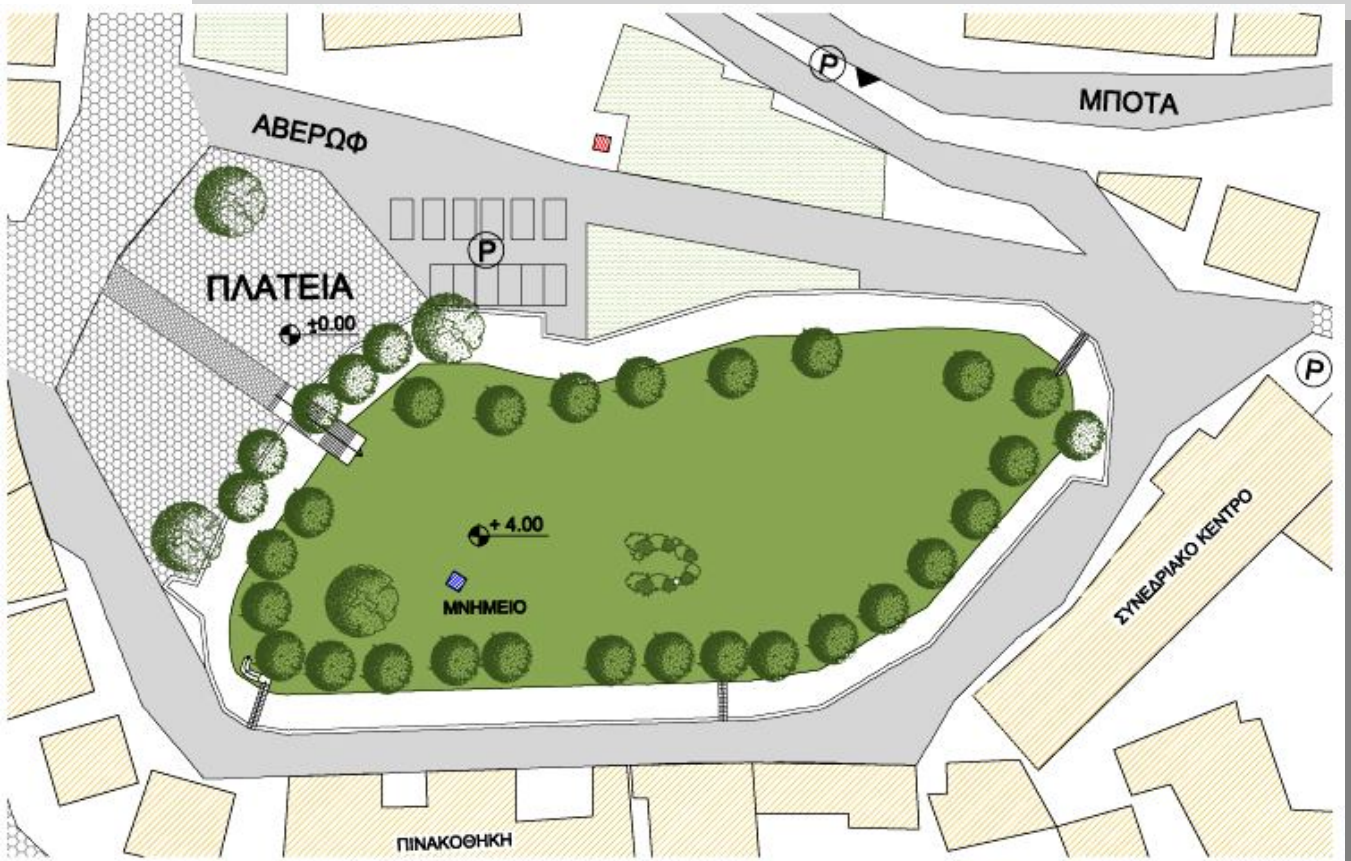 P
ΜΠΟΤΑ
ΑΒΕΡΩΦ
P
ΠΛΑΤΕΙΑ
±0.00
P
+ 4.00
ΜΝΗΜΕΙΟ
ΣΥΝΕΔΡΙΑΚΟ ΚΕΝΤΡΟ
ΠΙΝΑΚΟΘΗΚΗ